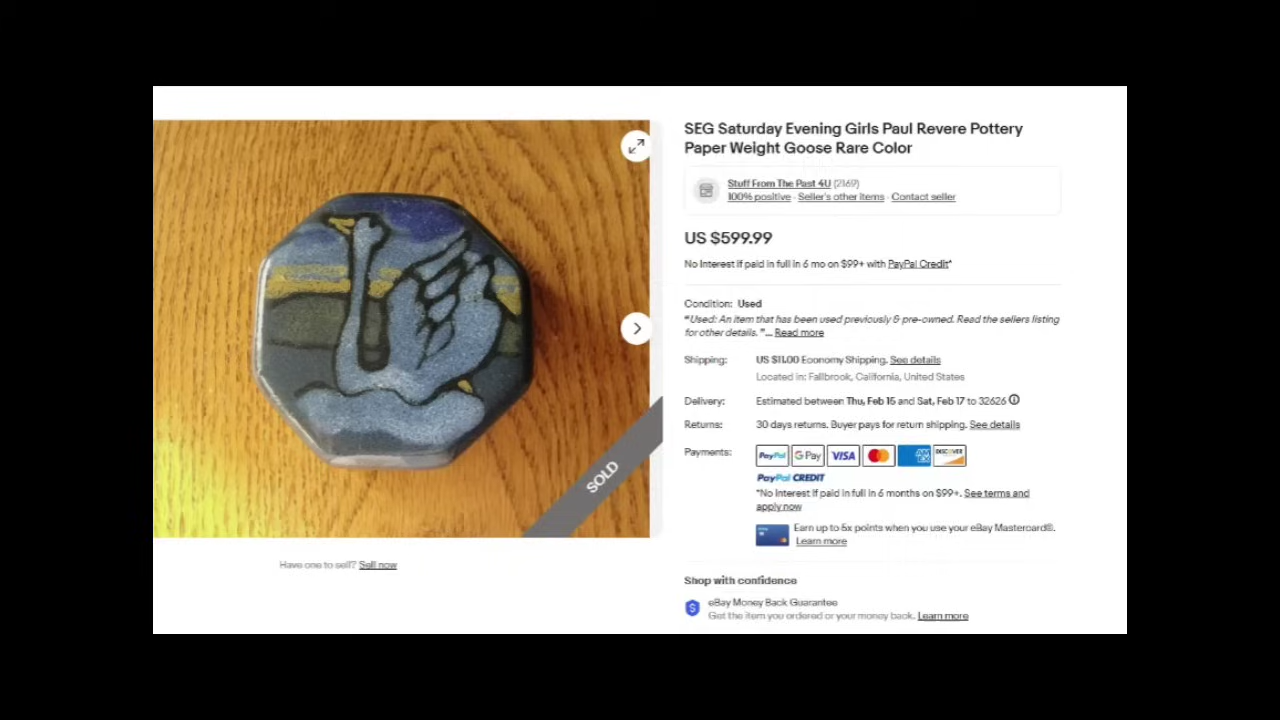 SEG Saturday Evening Girls Paul Revere Pottery
Paper Weight Goose Rare Color
Stuff From The Past 4U (2169)
100% positive · Seller's other items · Contact seller
US $599.99
No Interest if paid in full in 6 mo on $99+ with PayPal Credit*
Condition: Used
"Used: An item that has been used previously & pre-owned. Read the sellers listing
for other details. "... Read more
Shipping: US $11.00 Economy Shipping. See details
Located in: Fallbrook, California, United States
Delivery: Estimated between Thu, Feb 15 and Sat, Feb 17 to 32626
Returns: 30 days returns. Buyer pays for return shipping. See details
Payments: PayPal G Pay VISA MasterCard AM EX DISCOVER
PayPal CREDIT
*No Interest if paid in full in 6 months on $99+. See terms and
apply now
Earn up to 5x points when you use your eBay Mastercard®.
Learn more
SOLD
Have one to sell? Sell now
Shop with confidence
eBay Money Back Guarantee
Get the item you ordered or your money back. Learn more